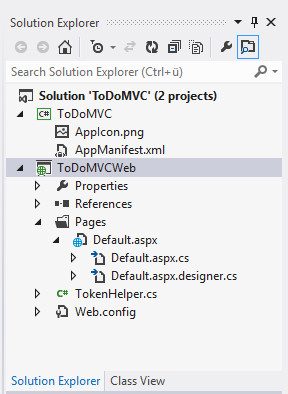 Solution Explorer
Search Solution Explorer (Ctrl+ü)
Solution 'ToDoMVC' (2 projects)
C# ToDoMVC
AppIcon.png
AppManifest.xml
ToDoMVCWeb
Properties
References
Pages
Default.aspx
Default.aspx.cs
Default.aspx.designer.cs
C# TokenHelper.cs
Web.config
Solution Explorer Class View